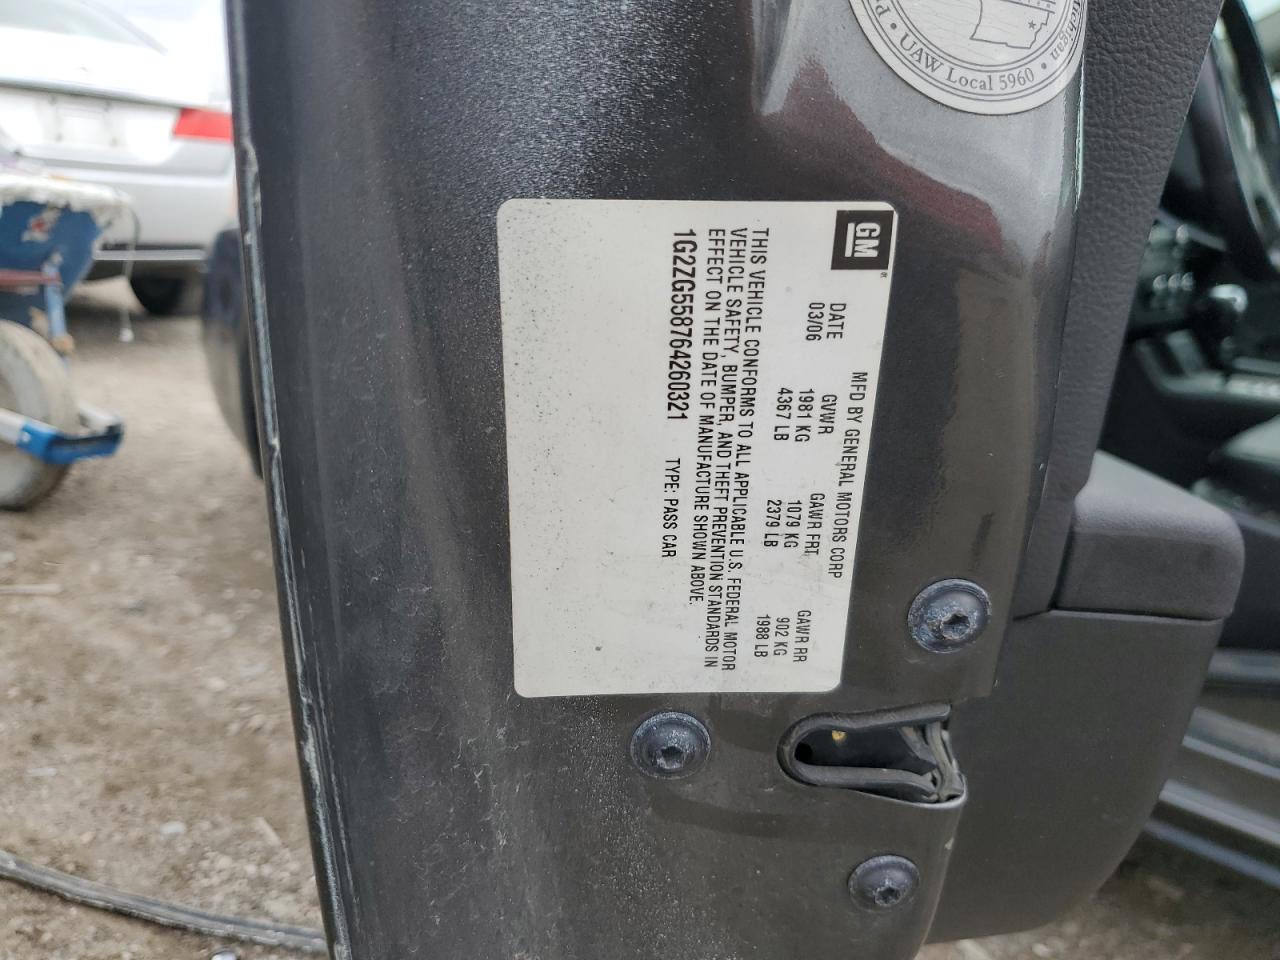 Michigan
• UAW Local 5960 •
GM
®
MFD BY GENERAL MOTORS CORP
DATE GVWR GAWR FRT GAWR RR
03/06 1981 KG 1079 KG 902 KG
4367 LB 2379 LB 1988 LB
THIS VEHICLE CONFORMS TO ALL APPLICABLE U.S. FEDERAL MOTOR
VEHICLE SAFETY, BUMPER, AND THEFT PREVENTION STANDARDS IN
EFFECT ON THE DATE OF MANUFACTURE SHOWN ABOVE.
1G2ZG558764260321 TYPE: PASS CAR